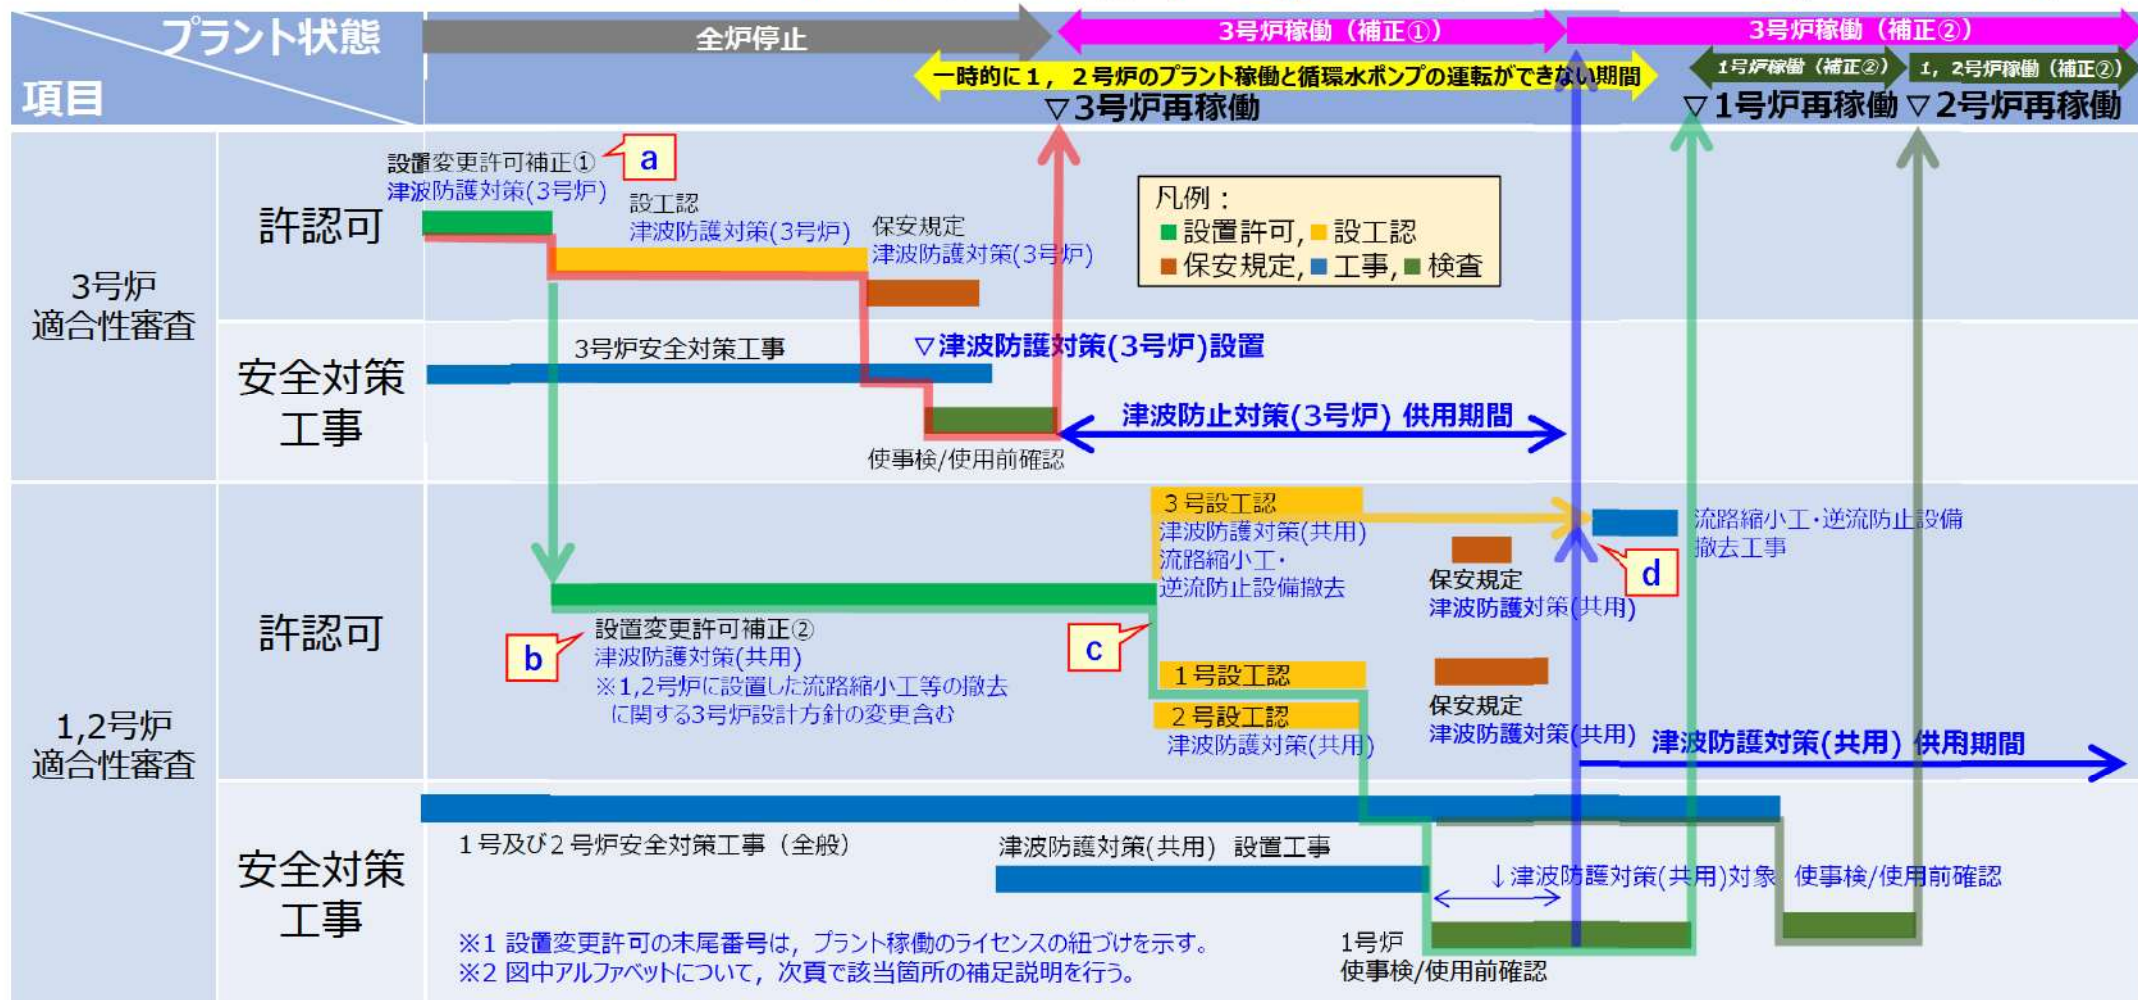 プラント状態
項目
全炉停止
3号炉稼働（補正①）
3号炉稼働（補正②）
一時的に１，２号炉のプラント稼働と循環水ポンプの運転ができない期間
1号炉稼働（補正②）
1，2号炉稼働（補正②）
▽3号炉再稼働
▽1号炉再稼働
▽2号炉再稼働
3号炉
適合性審査
許認可
設置変更許可補正①
津波防護対策(3号炉)
a
設工認
津波防護対策(3号炉)
保安規定
津波防護対策(3号炉)
凡例：
■設置許可,■設工認
■保安規定,■工事,■検査
安全対策
工事
3号炉安全対策工事
▽津波防護対策(3号炉)設置
津波防止対策(3号炉) 供用期間
使事検/使用前確認
1,2号炉
適合性審査
許認可
３号設工認
津波防護対策(共用)
流路縮小工・
逆流防止設備撤去
流路縮小工・逆流防止設備
撤去工事
d
保安規定
津波防護対策(共用)
b
設置変更許可補正②
津波防護対策(共用)
※1,2号炉に設置した流路縮小工等の撤去
に関する3号炉設計方針の変更含む
c
１号設工認
２号設工認
津波防護対策(共用)
保安規定
津波防護対策(共用)
津波防護対策(共用) 供用期間
安全対策
工事
１号及び２号炉安全対策工事（全般）
津波防護対策(共用) 設置工事
↓津波防護対策(共用)対象 使事検/使用前確認
※1 設置変更許可の末尾番号は，プラント稼働のライセンスの紐づけを示す。
※2 図中アルファベットについて，次頁で該当箇所の補足説明を行う。
1号炉
使事検/使用前確認